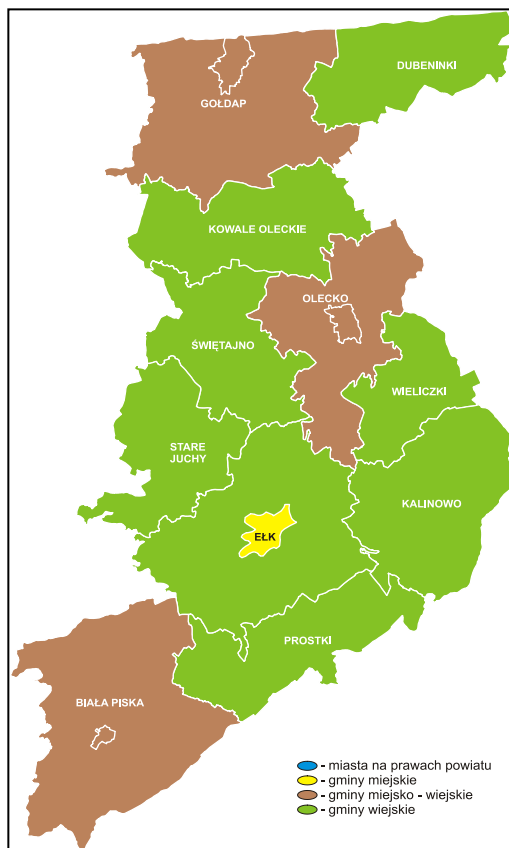 DUBENINKI
GOŁDAP
KOWALE OLECKIE
OLECKO
ŚWIĘTAJNO
WIELICZKI
STARE
JUCHY
KALINOWO
EŁK
PROSTKI
BIAŁA PISKA
- miasta na prawach powiatu
- gminy miejskie
- gminy miejsko - wiejskie
- gminy wiejskie